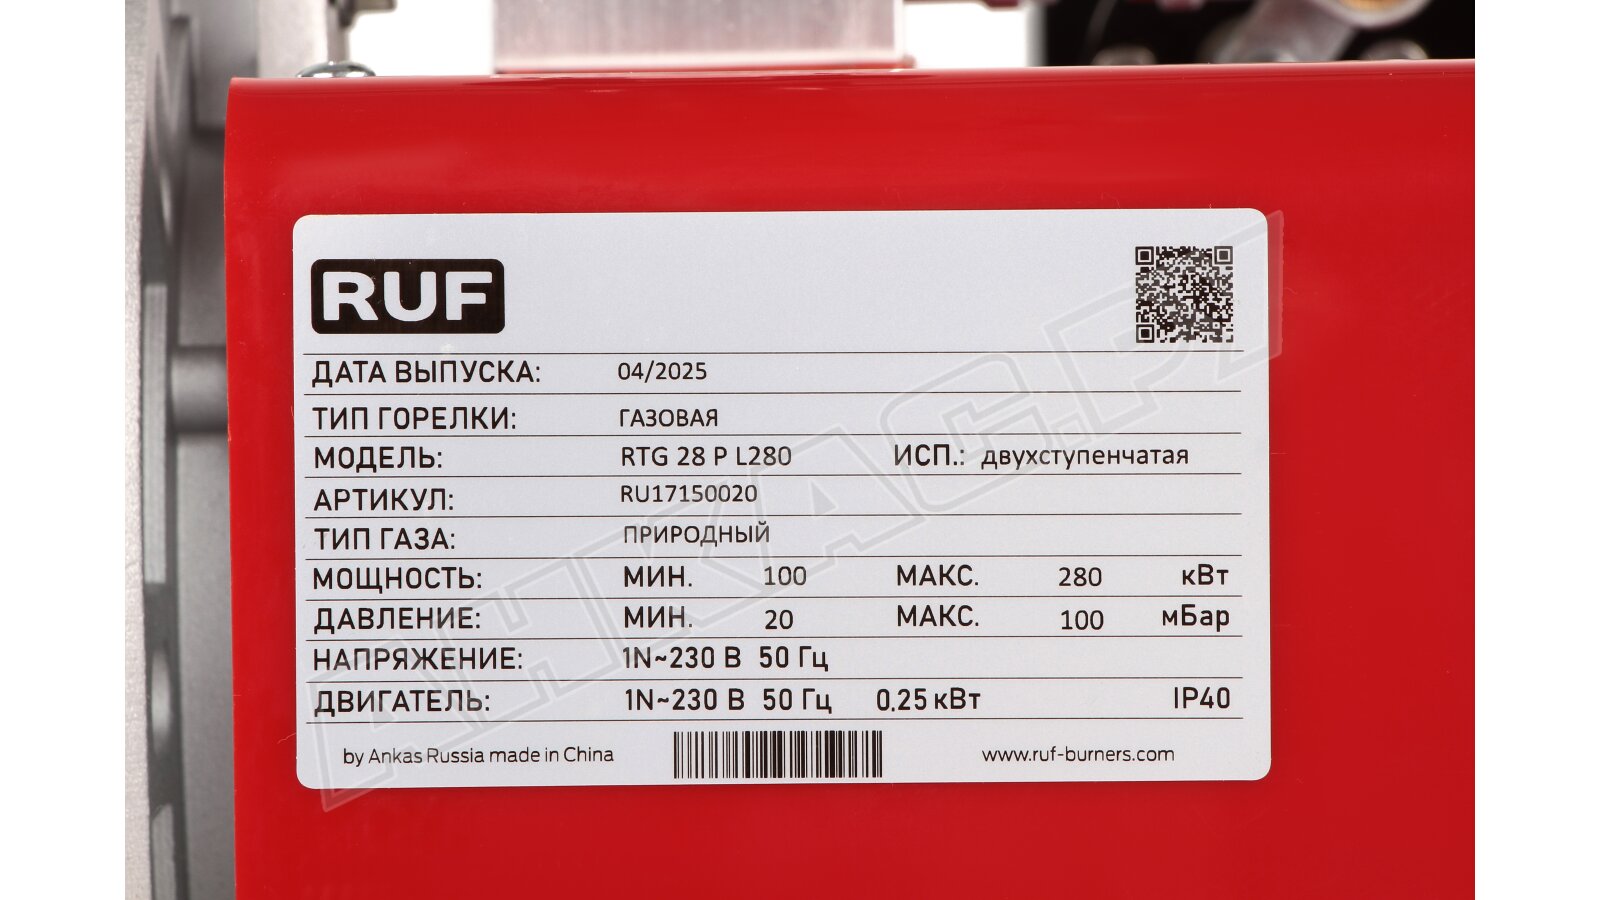 RUF
ДАТА ВЫПУСКА: 04/2025
ТИП ГОРЕЛКИ: ГАЗОВАЯ
МОДЕЛЬ: RTG 28 P L280 ИСП.: двухступенчатая
АРТИКУЛ: RU17150020
ТИП ГАЗА: ПРИРОДНЫЙ
МОЩНОСТЬ: МИН. 100 МАКС. 280 кВт
ДАВЛЕНИЕ: МИН. 20 МАКС. 100 мБар
НАПРЯЖЕНИЕ: 1N~230 В 50 Гц
ДВИГАТЕЛЬ: 1N~230 В 50 Гц 0.25 кВт IP40
by Ankas Russia made in China www.ruf-burners.com
АНКАС.РФ